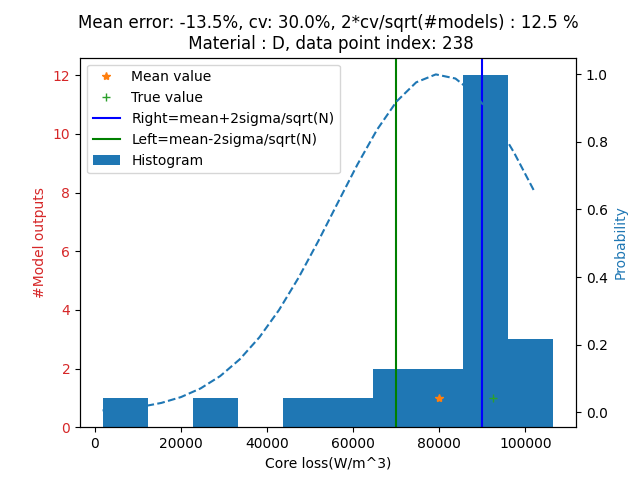 Mean error: -13.5%, cv: 30.0%, 2*cv/sqrt(#models) : 12.5 %
Material : D, data point index: 238
Mean value
True value
Right=mean+2sigma/sqrt(N)
Left=mean-2sigma/sqrt(N)
Histogram
12
10
8
6
4
2
0
#Model outputs
1.0
0.8
0.6
0.4
0.2
0.0
Probability
0
20000
40000
60000
80000
100000
Core loss(W/m^3)